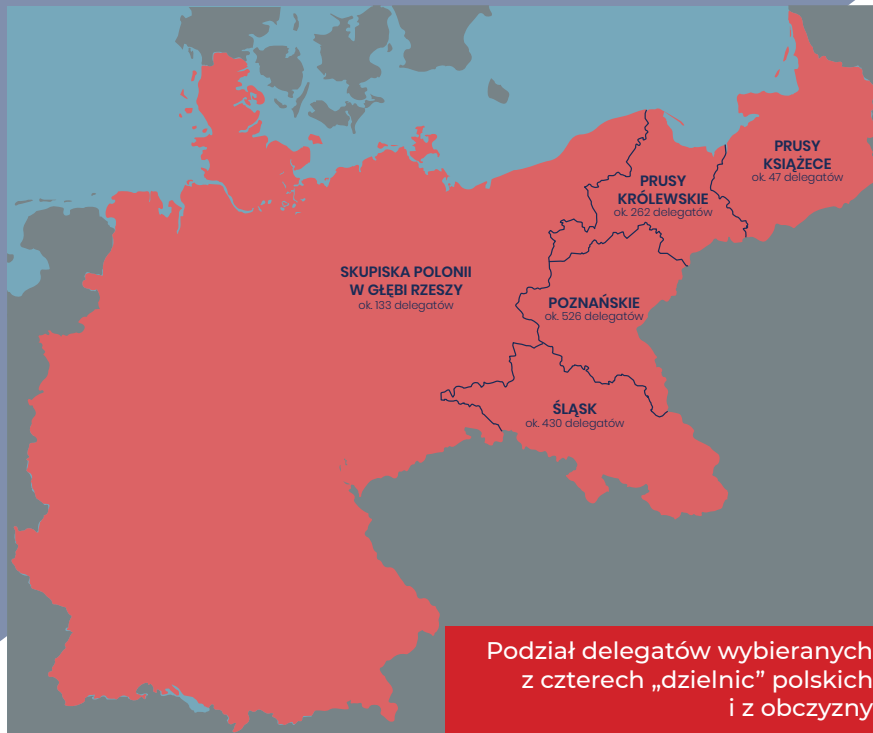 PRUSY
KSIĄŻECE
ok. 47 delegatów
PRUSY
KRÓLEWSKIE
ok. 262 delegatów
SKUPISKA POLONII
W GŁĘBI RZESZY
ok. 133 delegatów
POZNAŃSKIE
ok. 526 delegatów
ŚLĄSK
ok. 430 delegatów
Podział delegatów wybieranych
z czterech „dzielnic” polskich
i z obczyzny